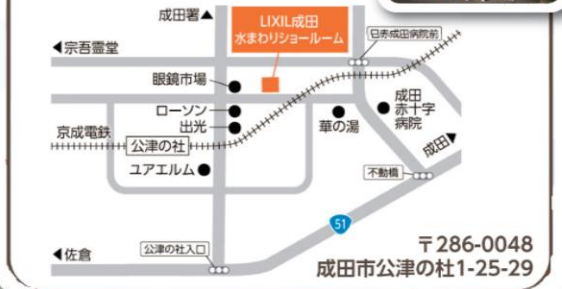 成田署▲
LIXIL成田
水まわりショールーム
日赤成田病院前
◀宗吾霊堂
眼鏡市場
ローソン
出光
華の湯
成田
赤十字
病院
京成電鉄
公津の杜
成田▶
ユアエルム
不動橋
51
〒286-0048
◀佐倉
公津の杜入口
成田市公津の杜1-25-29